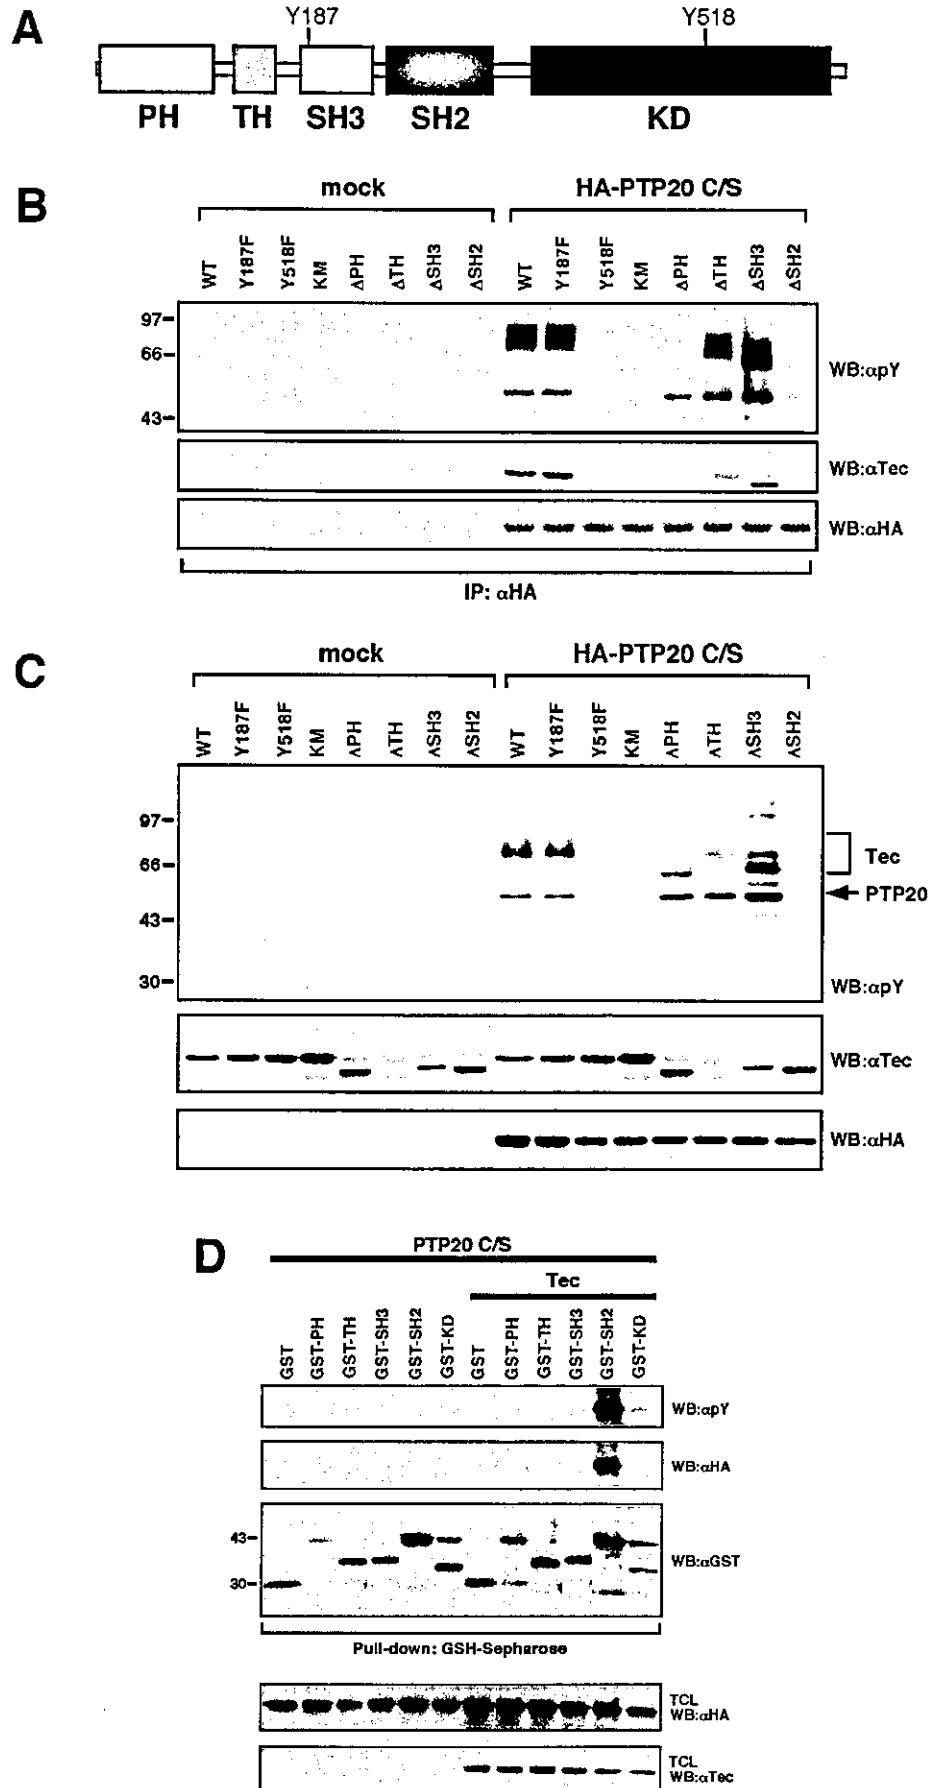 A
Y187 Y518
PH TH SH3 SH2 KD
B
mock HA-PTP20 C/S
WT Y187F Y518F KM ΔPH ΔTH ΔSH3 ΔSH2 WT Y187F Y518F KM ΔPH ΔTH ΔSH3 ΔSH2
97
66
43
WB:αpY
WB:αTec
WB:αHA
IP: αHA
C
mock HA-PTP20 C/S
WT Y187F Y518F KM ΔPH ΔTH ΔSH3 ΔSH2 WT Y187F Y518F KM ΔPH ΔTH ΔSH3 ΔSH2
97
66
43
30
Tec
PTP20
WB:αpY
WB:αTec
WB:αHA
D
PTP20 C/S
Tec
GST GST-PH GST-TH GST-SH3 GST-SH2 GST-KD GST GST-PH GST-TH GST-SH3 GST-SH2 GST-KD
WB:αpY
WB:αHA
43
30
WB:αGST
Pull-down: GSH-Sepharose
TCL
WB:αHA
TCL
WB:αTec